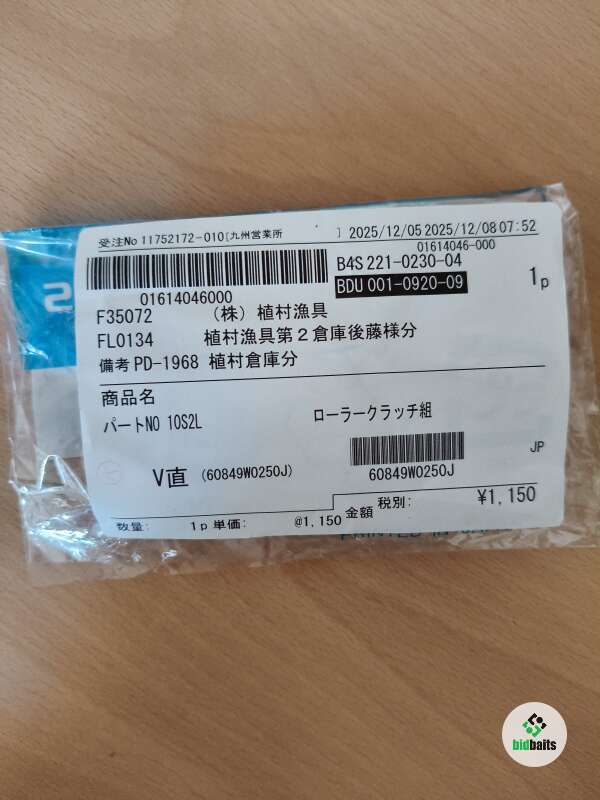 受注No 11752172-010[九州営業所 ] 2025/12/05 2025/12/08 07:52
01614046-000
B4S 221-0230-04
BDU 001-0920-09
1p
01614046000
F35072 (株) 植村漁具
FL0134 植村漁具第2倉庫後藤様分
備考 PD-1968 植村倉庫分
商品名
パートNO 10S2L ローラークラッチ組
JP
V直 (60849W0250J) 60849W0250J
数量: 1p 単価: @1,150 金額 税別: ¥1,150
PRINTED IN
bidbaits